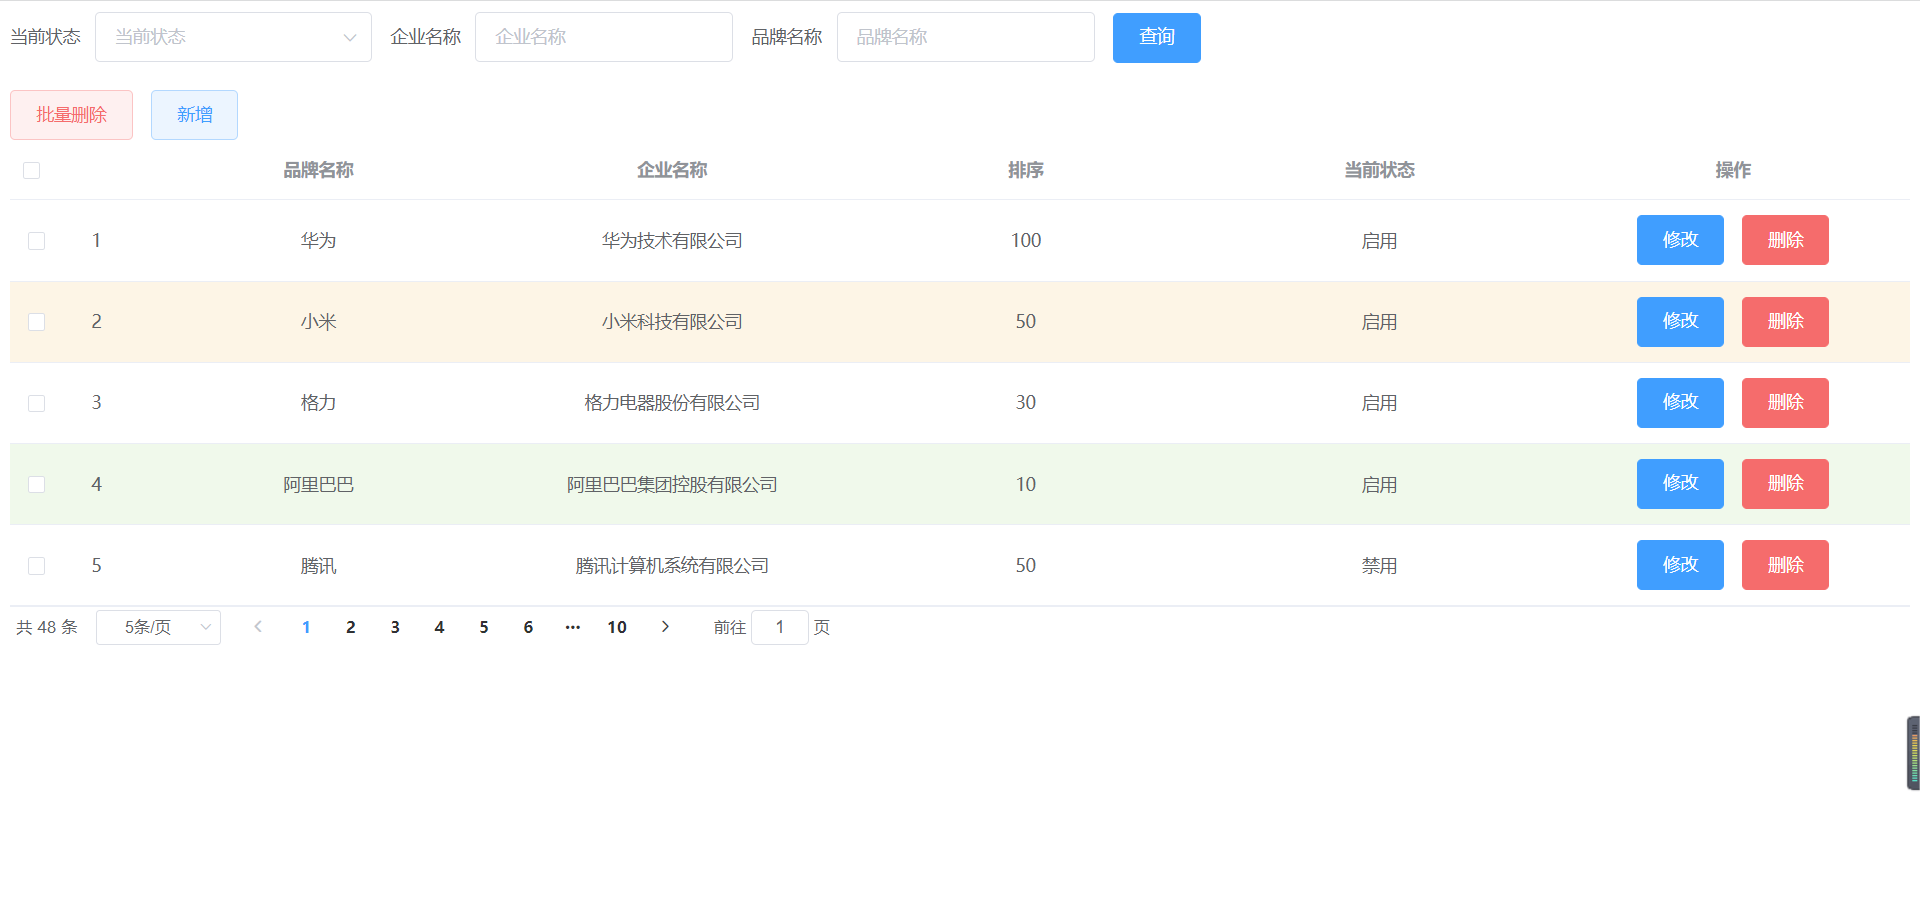 当前状态 当前状态 企业名称 企业名称 品牌名称 品牌名称 查询
批量删除 新增
品牌名称 企业名称 排序 当前状态 操作
1 华为 华为技术有限公司 100 启用 修改 删除
2 小米 小米科技有限公司 50 启用 修改 删除
3 格力 格力电器股份有限公司 30 启用 修改 删除
4 阿里巴巴 阿里巴巴集团控股有限公司 10 启用 修改 删除
5 腾讯 腾讯计算机系统有限公司 50 禁用 修改 删除
共 48 条 5条/页 1 2 3 4 5 6 ··· 10 前往 1 页